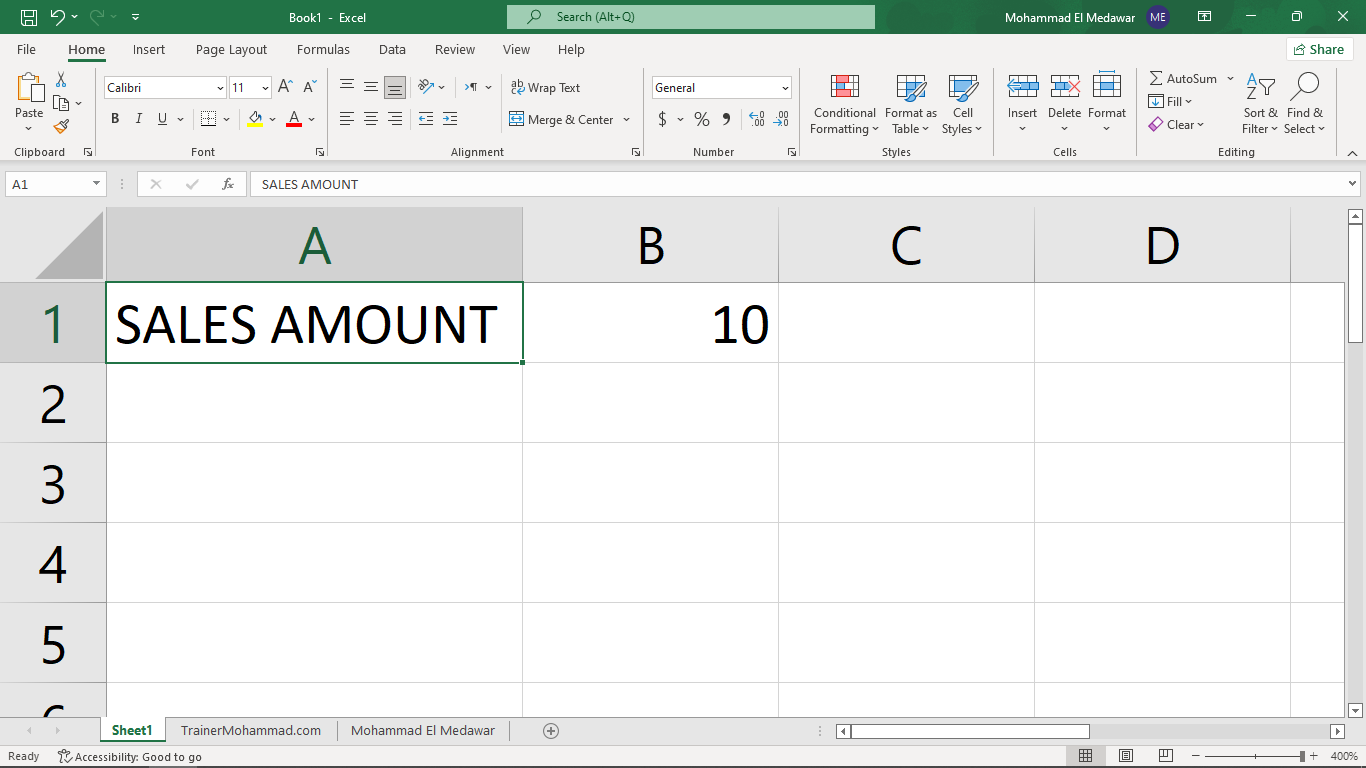 Book1 - Excel
Search (Alt+Q)
Mohammad El Medawar ME
File Home Insert Page Layout Formulas Data Review View Help Share
Paste
Clipboard
Calibri 11
B I U A
Font
ab Wrap Text
Merge & Center
Alignment
General
$ % 9 .00 .00
Number
Conditional Formatting
Format as Table
Cell Styles
Styles
Insert Delete Format
Cells
AutoSum
Fill
Clear
Sort & Filter
Find & Select
Editing
A1 fx SALES AMOUNT
A B C D
1 SALES AMOUNT 10
2
3
4
5
6
Sheet1 TrainerMohammad.com Mohammad El Medawar
Ready Accessibility: Good to go 400%